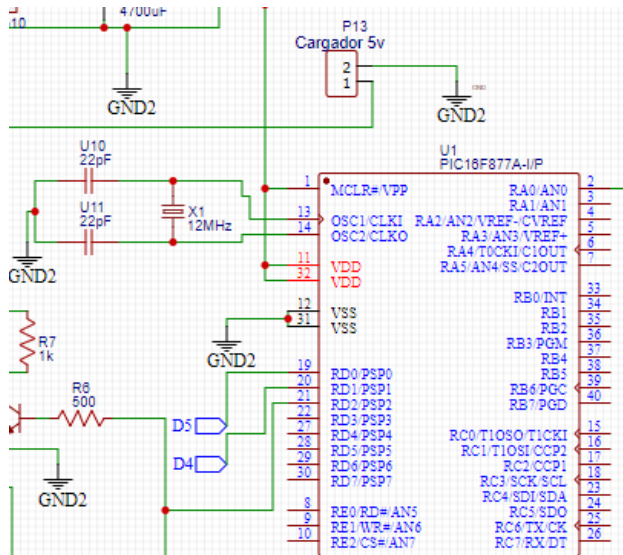 510
4700uF
GND2
P13
Cargador 5v
2
1
GND
GND2
U10
22pF
U11
22pF
X1
12MHz
GND2
R7
1k
R6
500
GND2
GND2
D5
D4
U1
PIC16F877A-I/P
1 MCLR#/VPP
13 OSC1/CLKI
14 OSC2/CLKO
11 VDD
32 VDD
12 VSS
31 VSS
19 RD0/PSP0
20 RD1/PSP1
21 RD2/PSP2
22 RD3/PSP3
27 RD4/PSP4
28 RD5/PSP5
29 RD6/PSP6
30 RD7/PSP7
8 RE0/RD#/AN5
9 RE1/WR#/AN6
10 RE2/CS#/AN7
RA0/AN0 2
RA1/AN1 3
RA2/AN2/VREF-/CVREF 4
RA3/AN3/VREF+ 5
RA4/T0CKI/C1OUT 6
RA5/AN4/SS/C2OUT 7
RB0/INT 33
RB1 34
RB2 35
RB3/PGM 36
RB4 37
RB5 38
RB6/PGC 39
RB7/PGD 40
RC0/T1OSO/T1CKI 15
RC1/T1OSI/CCP2 16
RC2/CCP1 17
RC3/SCK/SCL 18
RC4/SDI/SDA 23
RC5/SDO 24
RC6/TX/CK 25
RC7/RX/DT 26